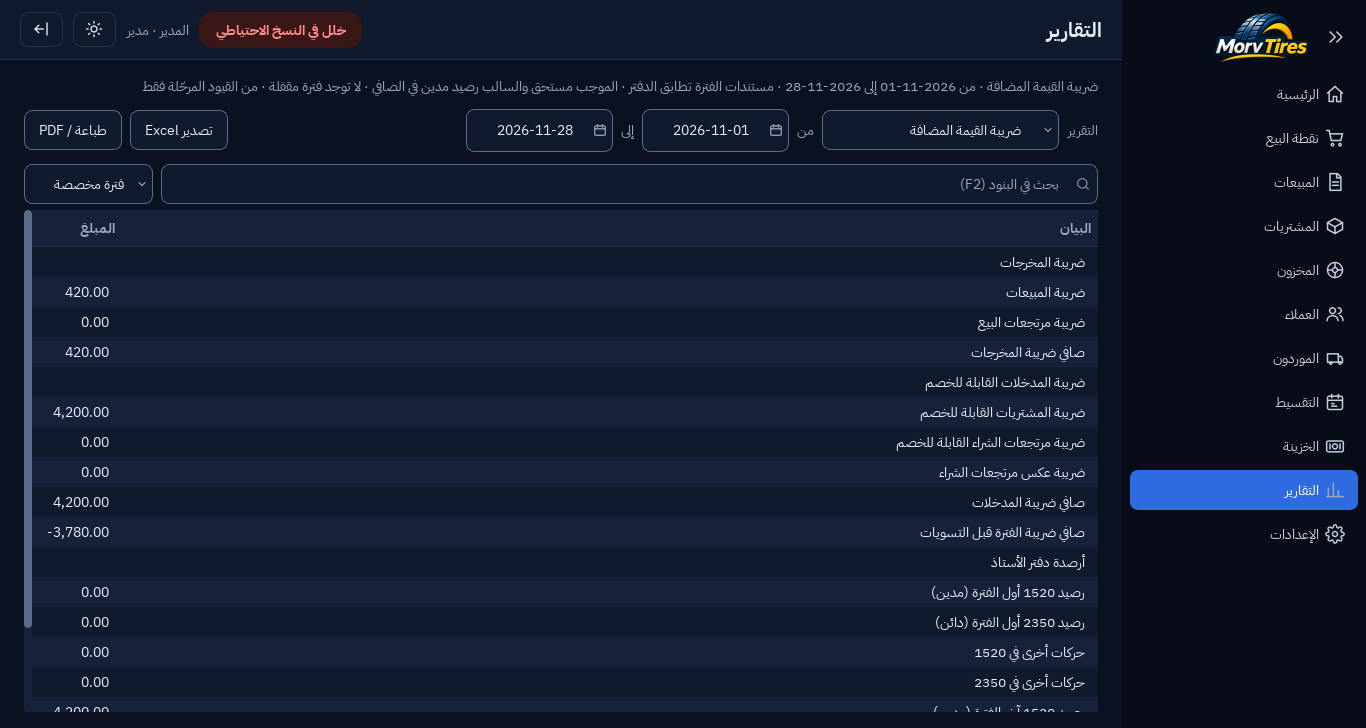 MorvTires
الرئيسية
نقطة البيع
المبيعات
المشتريات
المخزون
العملاء
الموردون
التقسيط
الخزينة
التقارير
الإعدادات
التقارير
خلل في النسخ الاحتياطي
المدير · مدير
ضريبة القيمة المضافة · من 2026-11-01 إلى 2026-11-28 · مستندات الفترة تطابق الدفتر · الموجب مستحق والسالب رصيد مدين في الصافي · لا توجد فترة مقفلة · من القيود المرحّلة فقط
التقرير ضريبة القيمة المضافة من 2026-11-01 إلى 2026-11-28 تصدير Excel طباعة / PDF
بحث في البنود (F2) فترة مخصصة
البيان المبلغ
ضريبة المخرجات
ضريبة المبيعات 420.00
ضريبة مرتجعات البيع 0.00
صافي ضريبة المخرجات 420.00
ضريبة المدخلات القابلة للخصم
ضريبة المشتريات القابلة للخصم 4,200.00
ضريبة مرتجعات الشراء القابلة للخصم 0.00
ضريبة عكس مرتجعات الشراء 0.00
صافي ضريبة المدخلات 4,200.00
صافي ضريبة الفترة قبل التسويات -3,780.00
أرصدة دفتر الأستاذ
رصيد 1520 أول الفترة (مدين) 0.00
رصيد 2350 أول الفترة (دائن) 0.00
حركات أخرى في 1520 0.00
حركات أخرى في 2350 0.00
رصيد 1520 آخر الفترة (مدين) 4,200.00